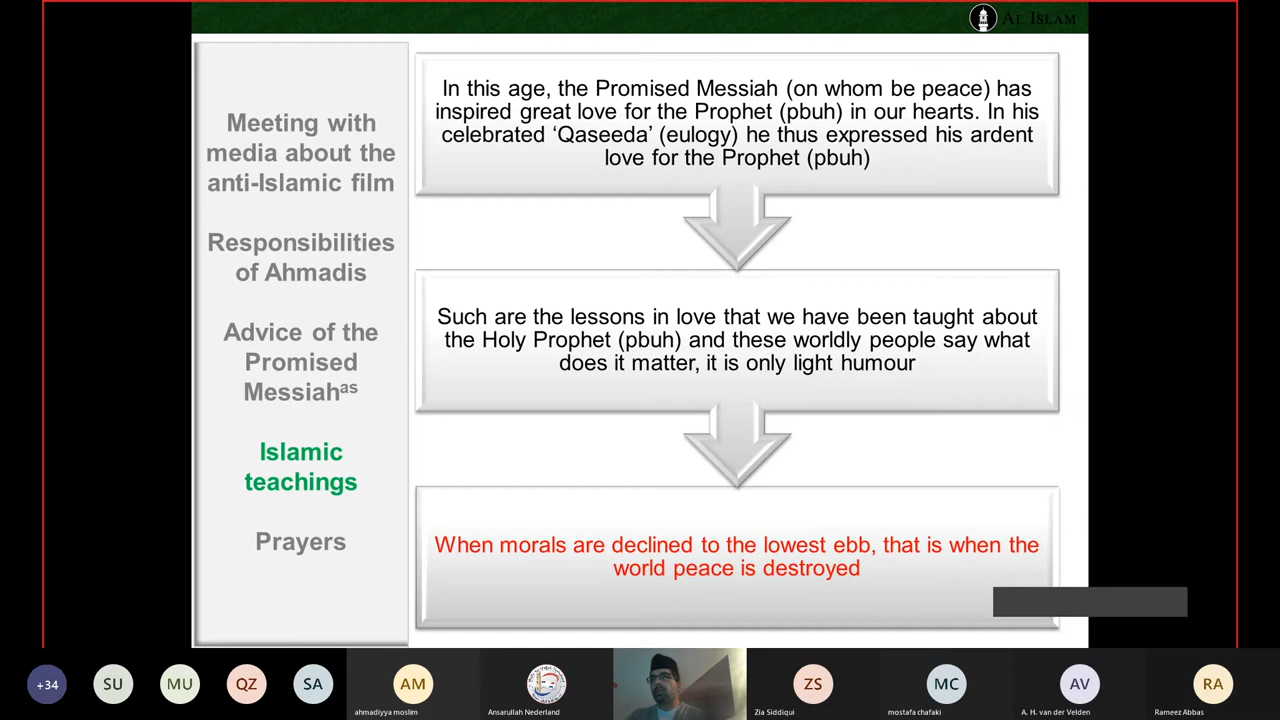 AL ISLAM
Meeting with
media about the
anti-Islamic film
Responsibilities
of Ahmadis
Advice of the
Promised
Messiahas
Islamic
teachings
Prayers
In this age, the Promised Messiah (on whom be peace) has
inspired great love for the Prophet (pbuh) in our hearts. In his
celebrated ‘Qaseeda’ (eulogy) he thus expressed his ardent
love for the Prophet (pbuh)
Such are the lessons in love that we have been taught about
the Holy Prophet (pbuh) and these worldly people say what
does it matter, it is only light humour
When morals are declined to the lowest ebb, that is when the
world peace is destroyed
+34
SU
MU
QZ
SA
AM
ahmadiyya moslim
Ansarullah Nederland
ZS
Zia Siddiqui
MC
mostafa chafaki
AV
A. H. van der Velden
RA
Rameez Abbas